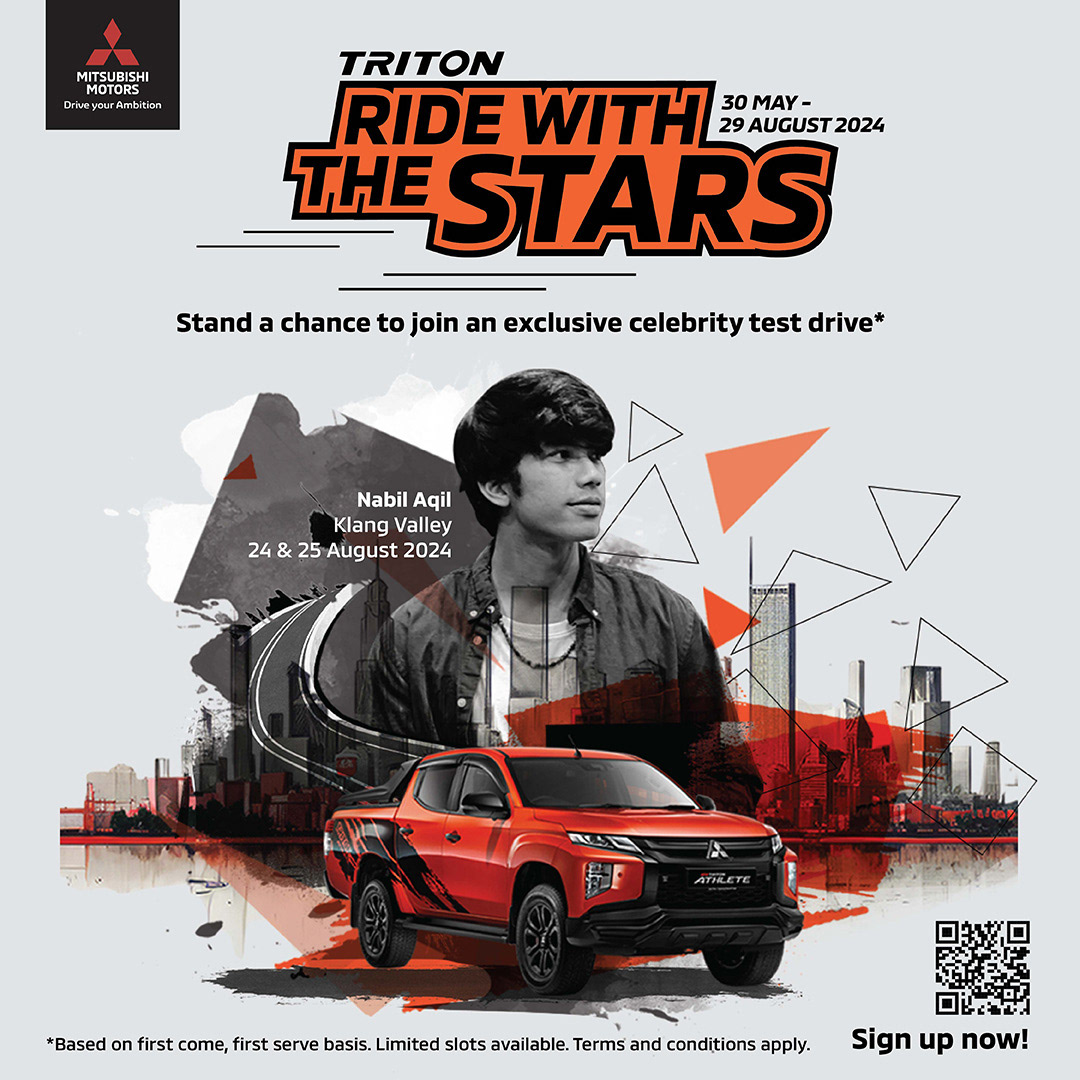 MITSUBISHI
MOTORS
Drive your Ambition
TRITON
RIDE WITH
THE STARS
30 MAY –
29 AUGUST 2024
Stand a chance to join an exclusive celebrity test drive*
Nabil Aqil
Klang Valley
24 & 25 August 2024
TRITON
ATHLETE
Sign up now!
*Based on first come, first serve basis. Limited slots available. Terms and conditions apply.